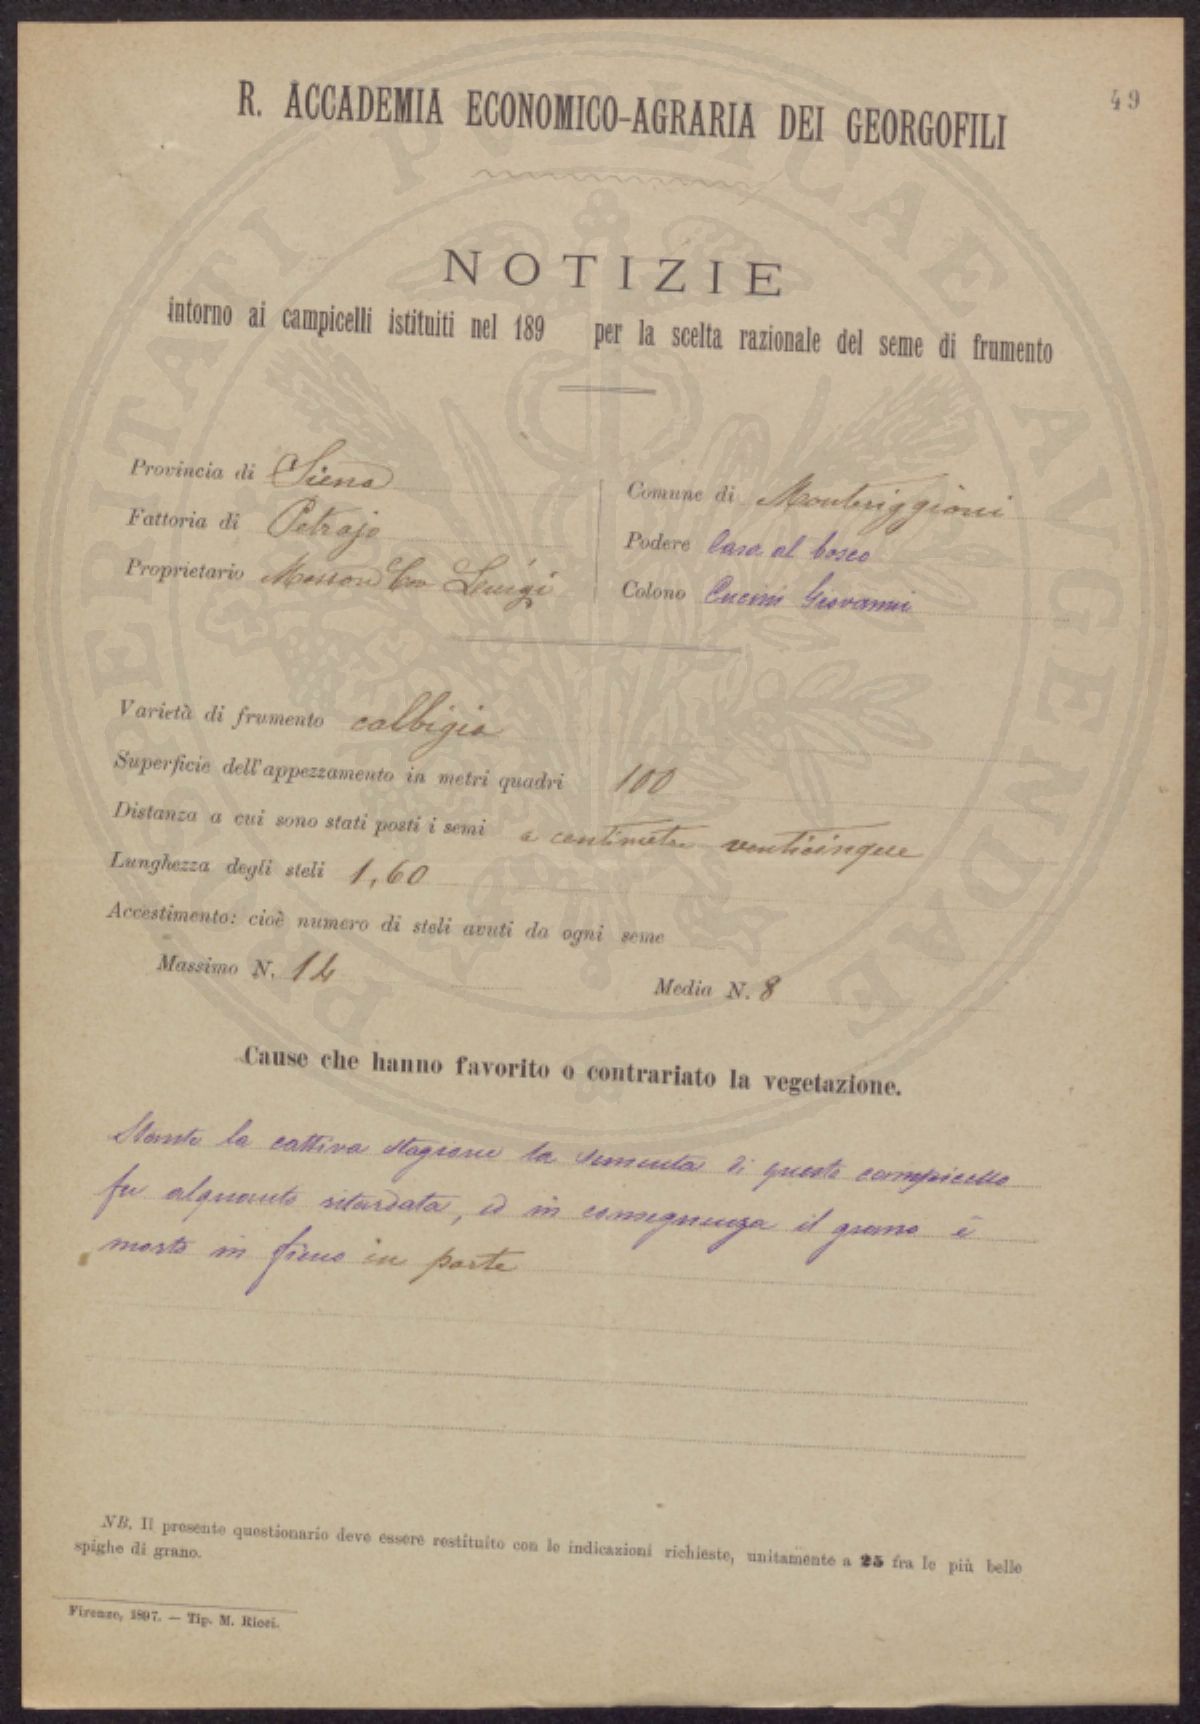 49
R. ACCADEMIA ECONOMICO-AGRARIA DEI GEORGOFILI
NOTIZIE
intorno ai campicelli istituiti nel 189 per la scelta razionale del seme di frumento
Provincia di Siena
Fattoria di Petrajo
Proprietario Luigi
Comune di Monteriggioni
Podere Casa al bosco
Colono Cucini Giovanni
Varietà di frumento calbigia
Superficie dell'appezzamento in metri quadri 100
Distanza a cui sono stati posti i semi a centimetri venticinque
Lunghezza degli steli 1,60
Accestimento: cioè numero di steli avuti da ogni seme
Massimo N. 14 Media N. 8
Cause che hanno favorito o contrariato la vegetazione.
Stante la cattiva stagione la sementa di questo campicello
fu alquanto ritardata, ed in conseguenza il grano è
morto in fieno in parte
NB. Il presente questionario deve essere restituito con le indicazioni richieste, unitamente a 25 fra le più belle
spighe di grano.
Firenze, 1897. — Tip. M. Ricci.
PROSPERITATI PUBLICAE AUGENDAE